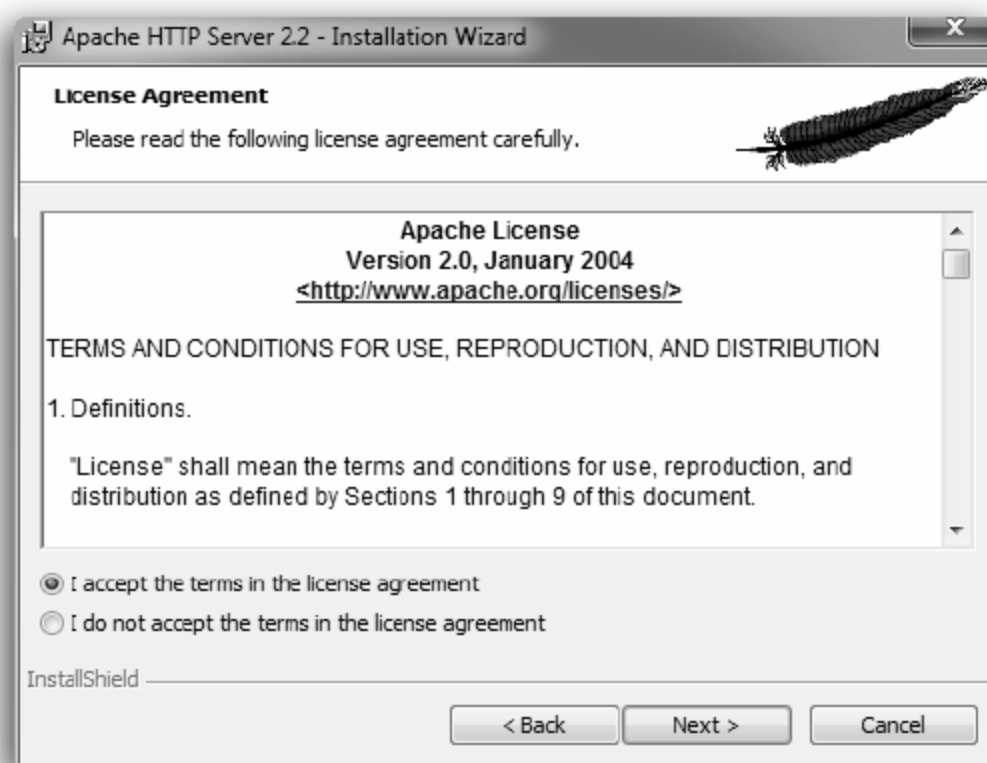 Apache HTTP Server 2.2 - Installation Wizard
License Agreement
Please read the following license agreement carefully.
Apache License
Version 2.0, January 2004
<http://www.apache.org/licenses/>
TERMS AND CONDITIONS FOR USE, REPRODUCTION, AND DISTRIBUTION
1. Definitions.
"License" shall mean the terms and conditions for use, reproduction, and
distribution as defined by Sections 1 through 9 of this document.
I accept the terms in the license agreement
I do not accept the terms in the license agreement
InstallShield
< Back Next > Cancel